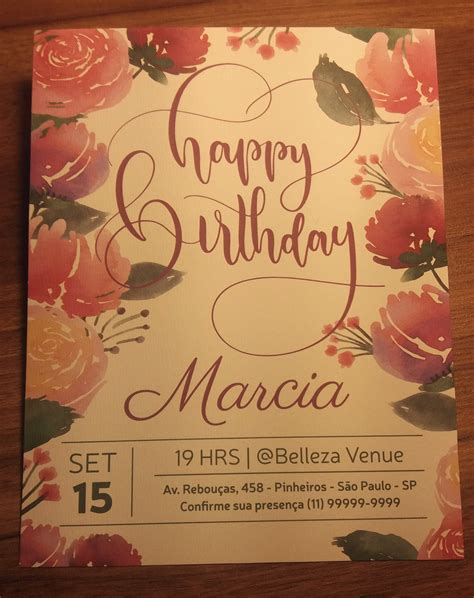 happy
Birthday
Marcia
SET
15
19 HRS | @Belleza Venue
Av. Rebouças, 458 - Pinheiros - São Paulo - SP
Confirme sua presença (11) 99999-9999